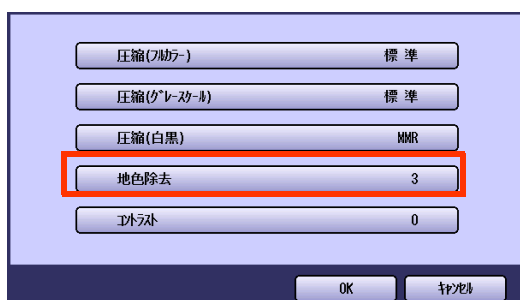 圧縮(ﾌﾙｶﾗｰ) 標 準
圧縮(ｸﾞﾚｰｽｹｰﾙ) 標 準
圧縮(白黒) MMR
地色除去 3
ｺﾝﾄﾗｽﾄ 0
OK ｷｬﾝｾﾙ